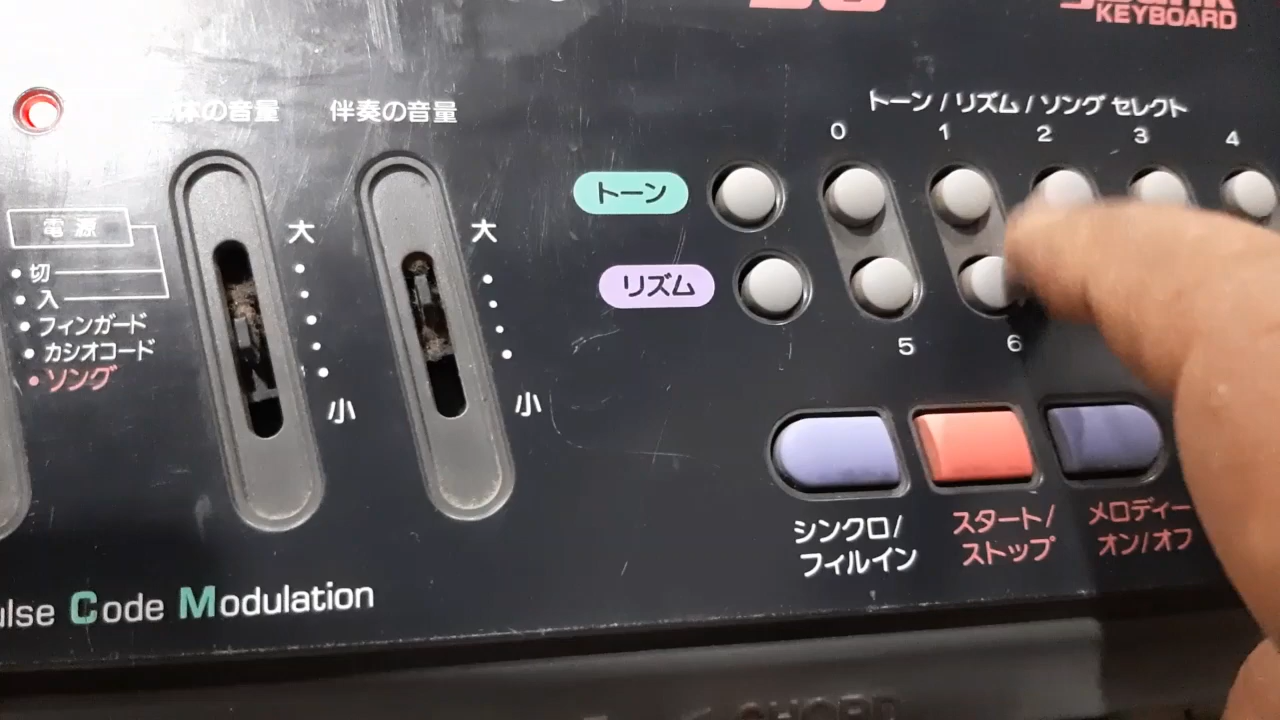 KEYBOARD
体の音量
伴奏の音量
トーン/リズム/ソングセレクト
0 1 2 3 4
トーン
大
大
電源
切
入
フィンガード
カシオコード
ソング
リズム
5 6
小
小
シンクロ/
フィルイン
スタート/
ストップ
メロディー
オン/オフ
Code Modulation